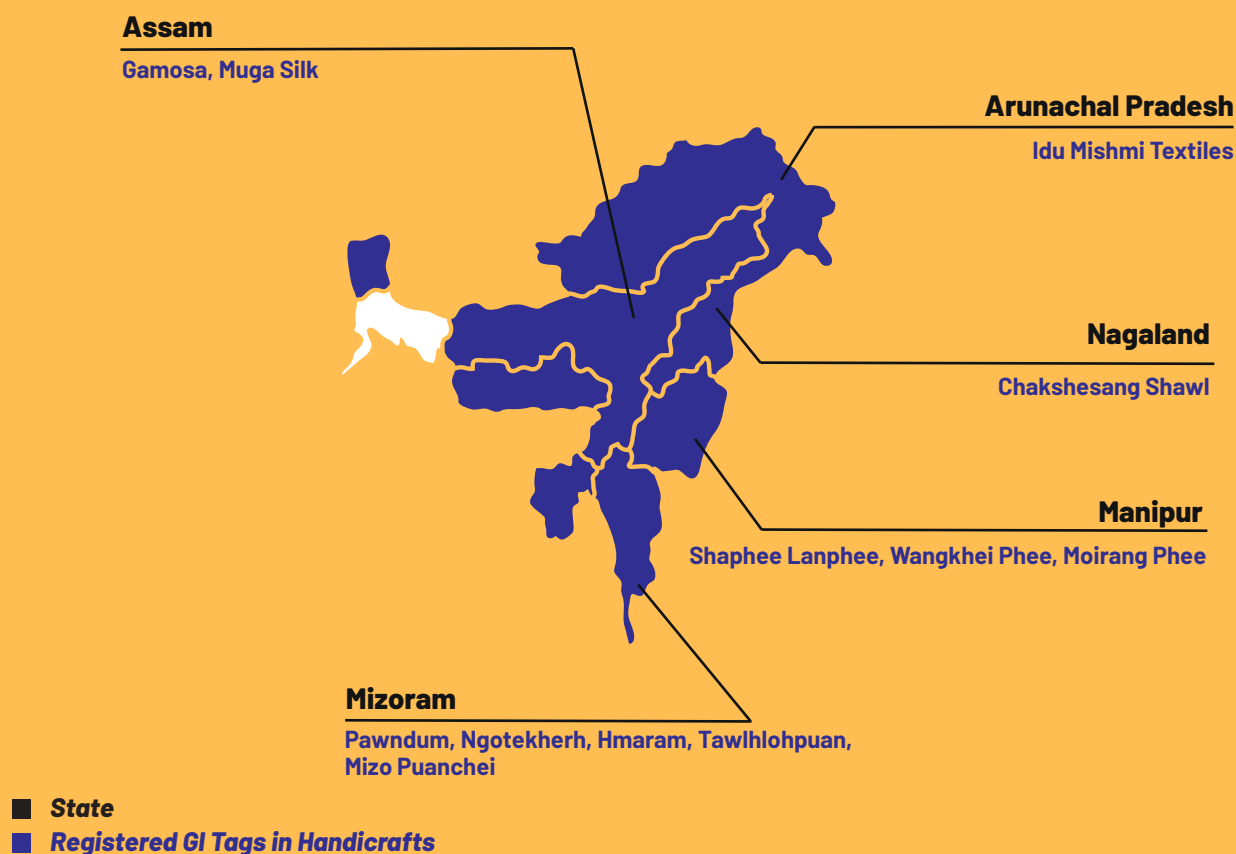 Assam
Gamosa, Muga Silk
Arunachal Pradesh
Idu Mishmi Textiles
Nagaland
Chakshesang Shawl
Manipur
Shaphee Lanphee, Wangkhei Phee, Moirang Phee
Mizoram
Pawndum, Ngotekherh, Hmaram, Tawlhlohpuan,
Mizo Puanchei
State
Registered GI Tags in Handicrafts